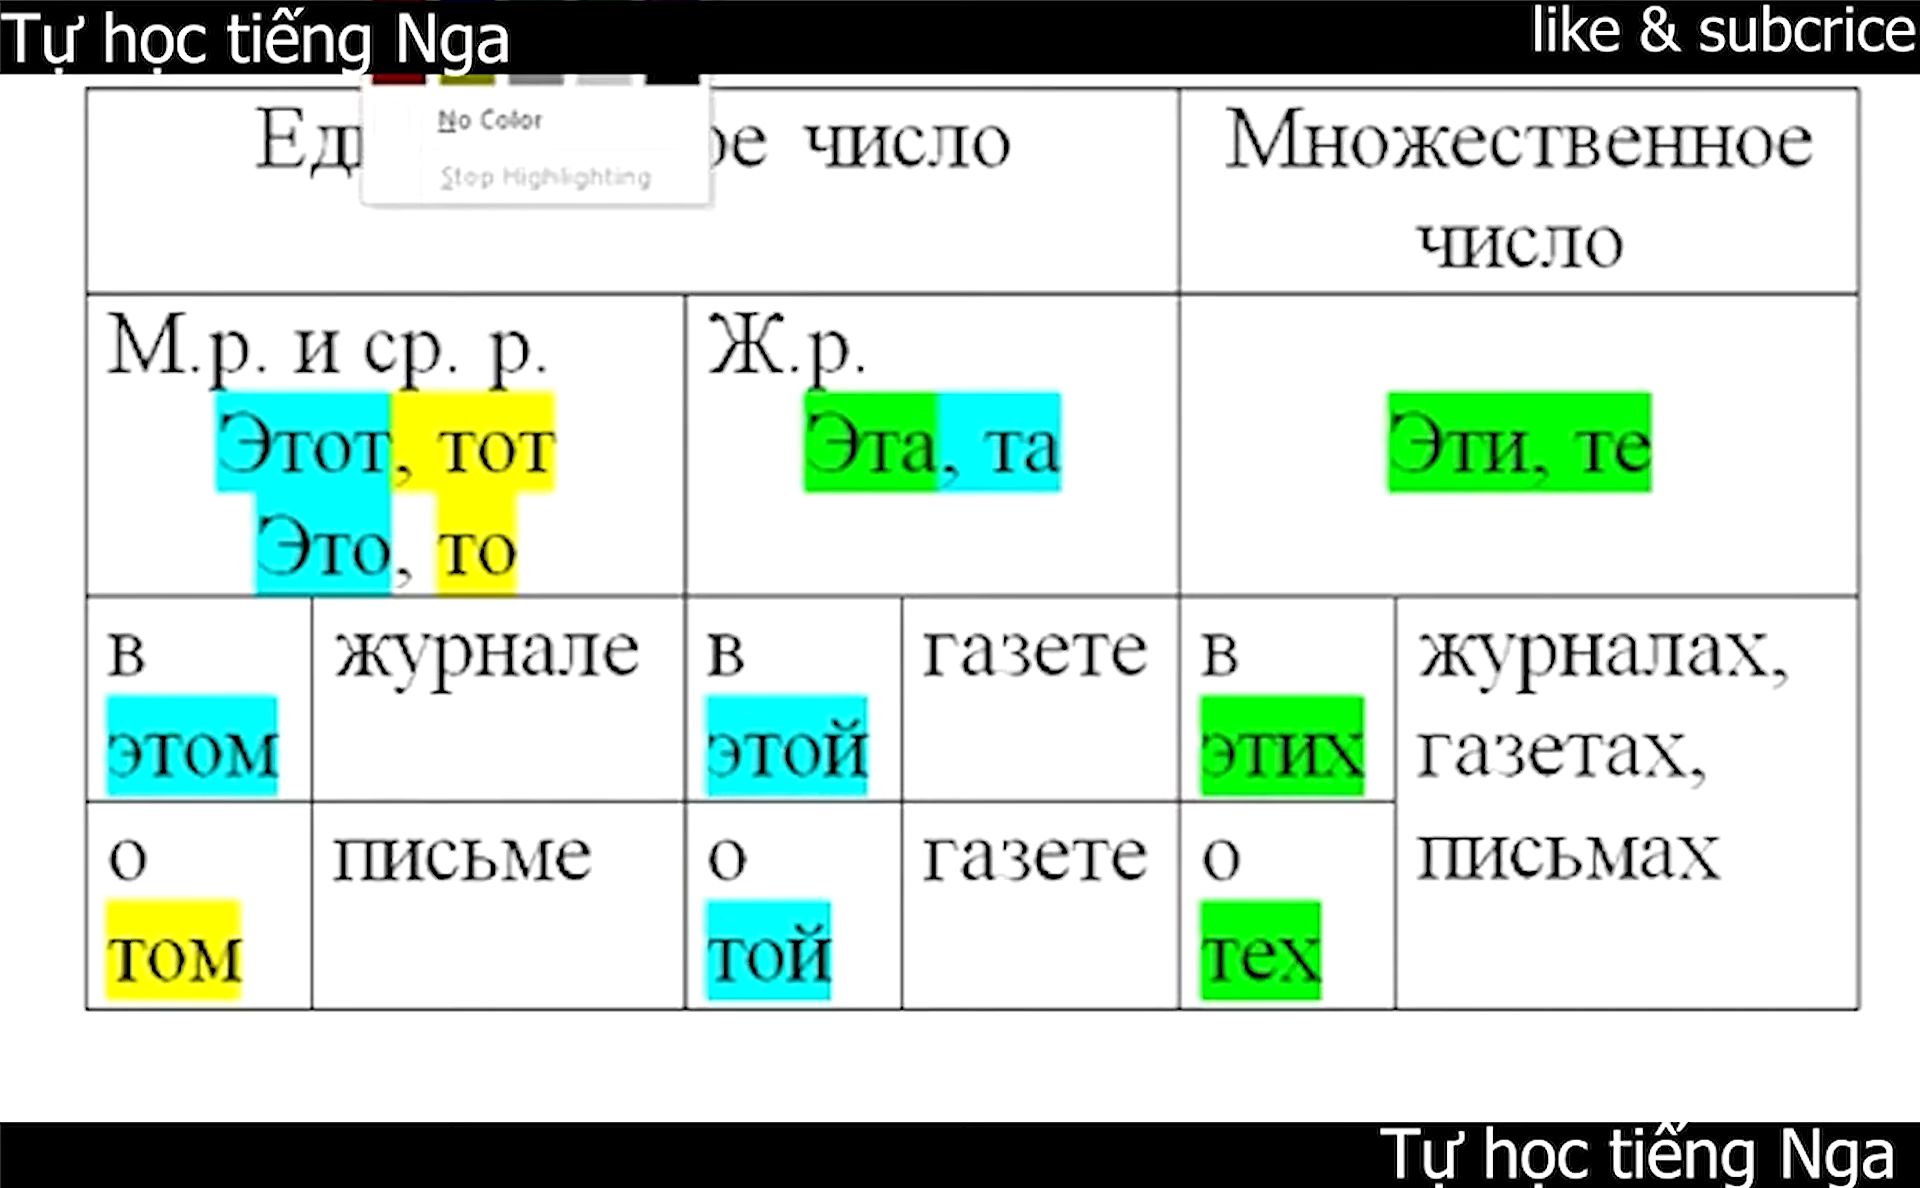 Tự học tiếng Nga
like & subcrice
No Color
Stop Highlighting
число
Множественное
число
М.р. и ср. р.
Этот, тот
Это, то
Ж.р.
Эта, та
Эти, те
в
этом
журнале
в
этой
газете
в
этих
журналах,
газетах,
письмах
о
том
письме
о
той
газете
о
тех
Tự học tiếng Nga